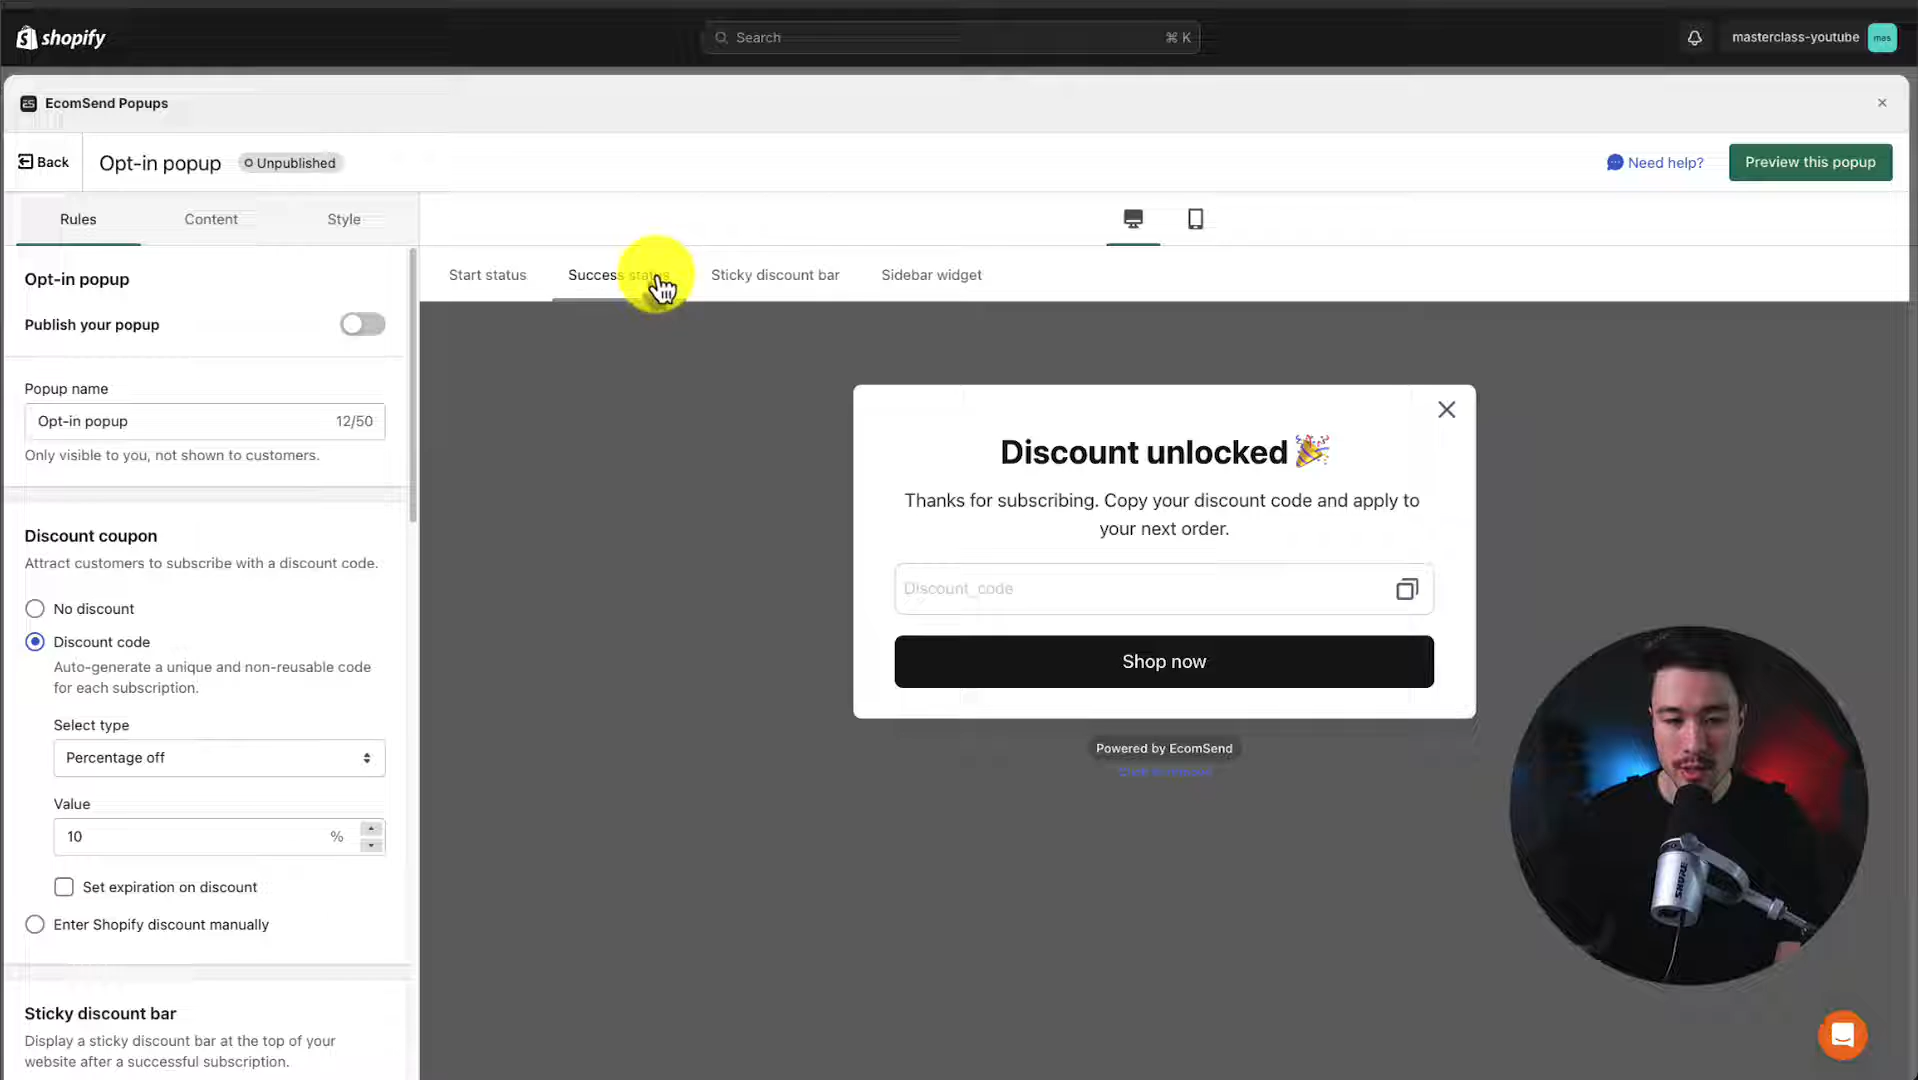 shopify
Search
⌘ K
masterclass-youtube
mas
EcomSend Popups
Back
Opt-in popup
Unpublished
Need help?
Preview this popup
Rules
Content
Style
Start status
Success status
Sticky discount bar
Sidebar widget
Opt-in popup
Publish your popup
Popup name
Opt-in popup
12/50
Only visible to you, not shown to customers.
Discount coupon
Attract customers to subscribe with a discount code.
No discount
Discount code
Auto-generate a unique and non-reusable code
for each subscription.
Select type
Percentage off
Value
10
%
Set expiration on discount
Enter Shopify discount manually
Sticky discount bar
Display a sticky discount bar at the top of your
website after a successful subscription.
Discount unlocked🎉
Thanks for subscribing. Copy your discount code and apply to
your next order.
Discount_code
Shop now
Powered by EcomSend
SHURE